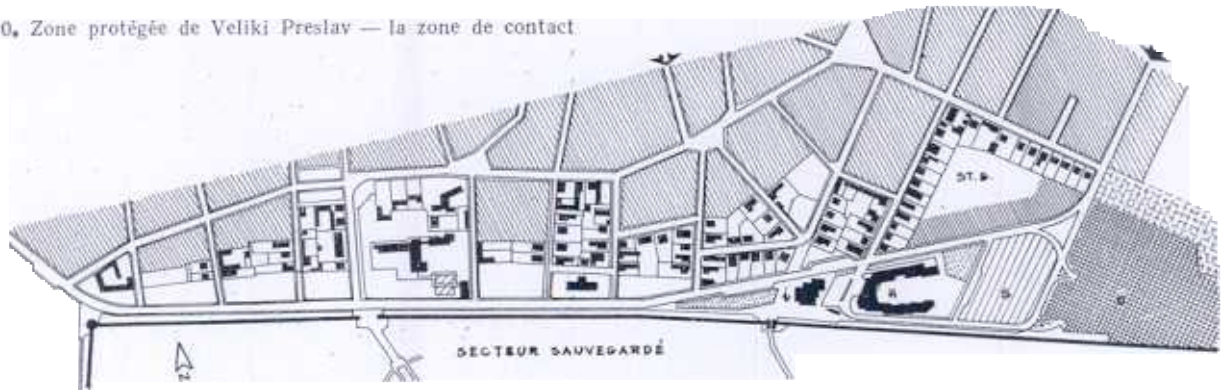 0. Zone protégée de Veliki Preslav — la zone de contact
ST. D.
SECTEUR SAUVEGARDÉ
N